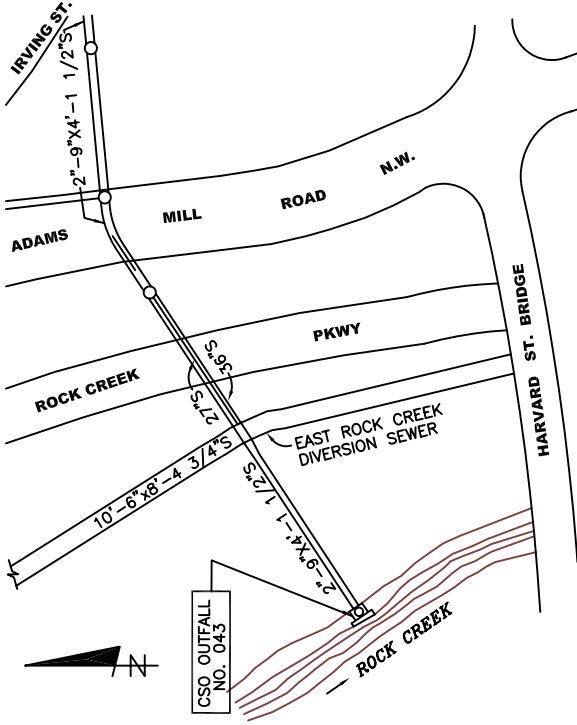 IRVING ST.
2"-9"X4'-1 1/2"S
ADAMS MILL ROAD N.W.
ROCK CREEK PKWY
36"S
27"S
HARVARD ST. BRIDGE
EAST ROCK CREEK
DIVERSION SEWER
10'-6"x8'-4 3/4"S
2"-9"X4'-1 1/2"S
CSO OUTFALL
NO. 043
ROCK CREEK
N